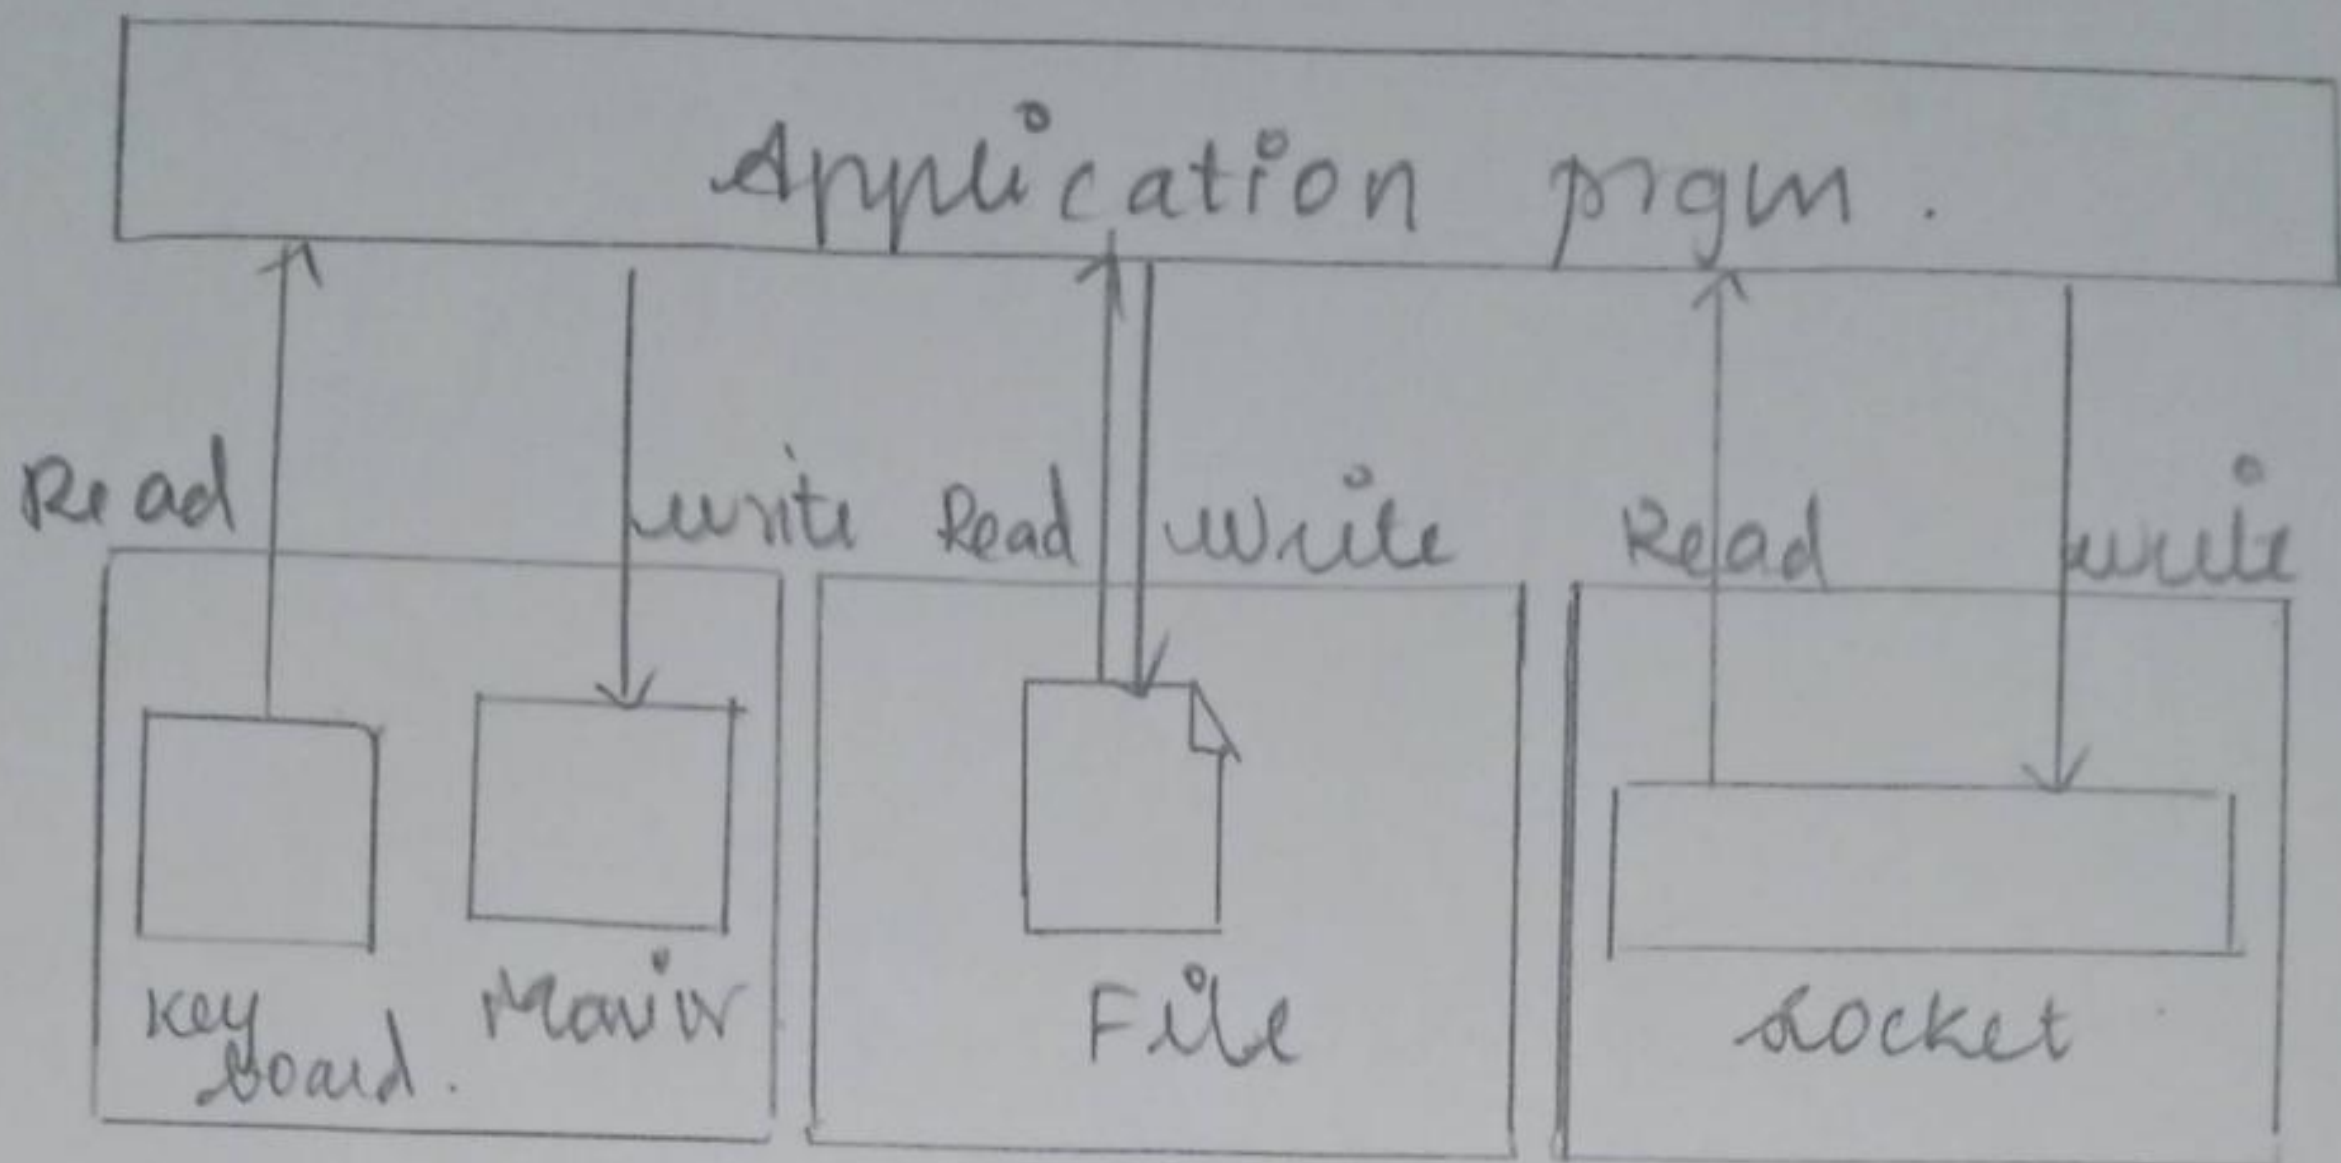 Application prgm.
Read write Read Write Read write
Key Monitor File Socket
board.